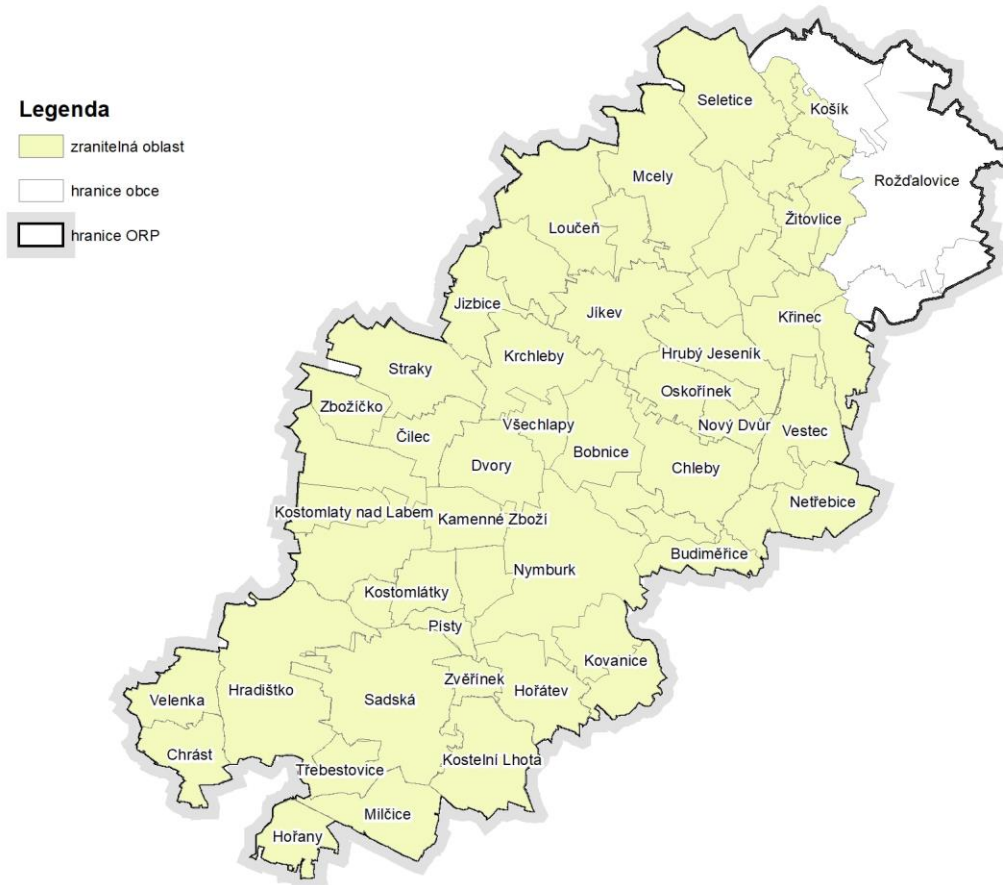 Legenda
zranitelná oblast
hranice obce
hranice ORP
Seletice
Košík
Rožďalovice
Mcely
Žitovlice
Loučeň
Jizbice
Jíkev
Křinec
Krchleby
Hrubý Jeseník
Straky
Oskořínek
Zbožíčko
Všechlapy
Nový Dvůr
Vestec
Čilec
Bobnice
Dvory
Chleby
Netřebice
Kostomlaty nad Labem
Kamenné Zboží
Budiměřice
Nymburk
Kostomlátky
Písty
Kovanice
Zvěřínek
Hořátev
Velenka
Hradištko
Sadská
Chrást
Kostelní Lhota
Třebestovice
Milčice
Hořany